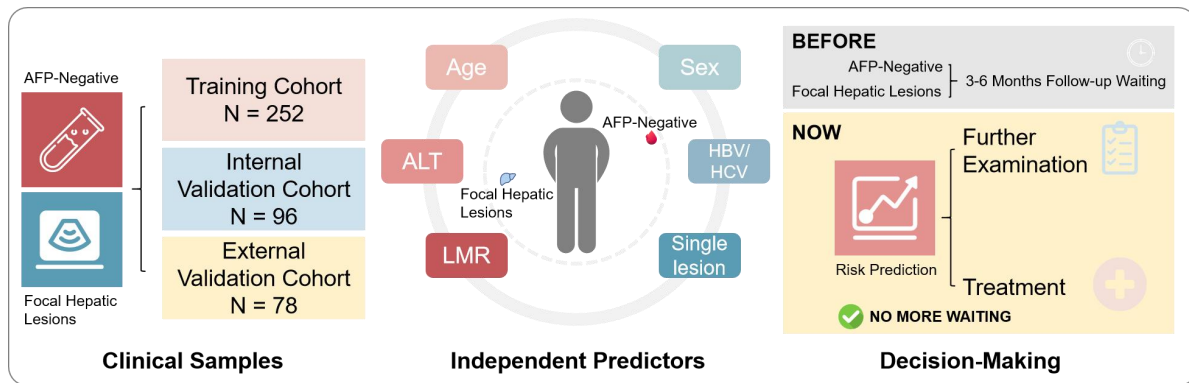 AFP-Negative
Focal Hepatic
Lesions
Training Cohort
N = 252
Internal
Validation Cohort
N = 96
External
Validation Cohort
N = 78
Clinical Samples
Age
Sex
AFP-Negative
ALT
HBV/
HCV
Focal Hepatic
Lesions
LMR
Single
lesion
Independent Predictors
BEFORE
AFP-Negative
Focal Hepatic Lesions
3-6 Months Follow-up Waiting
NOW
Risk Prediction
Further
Examination
Treatment
NO MORE WAITING
Decision-Making